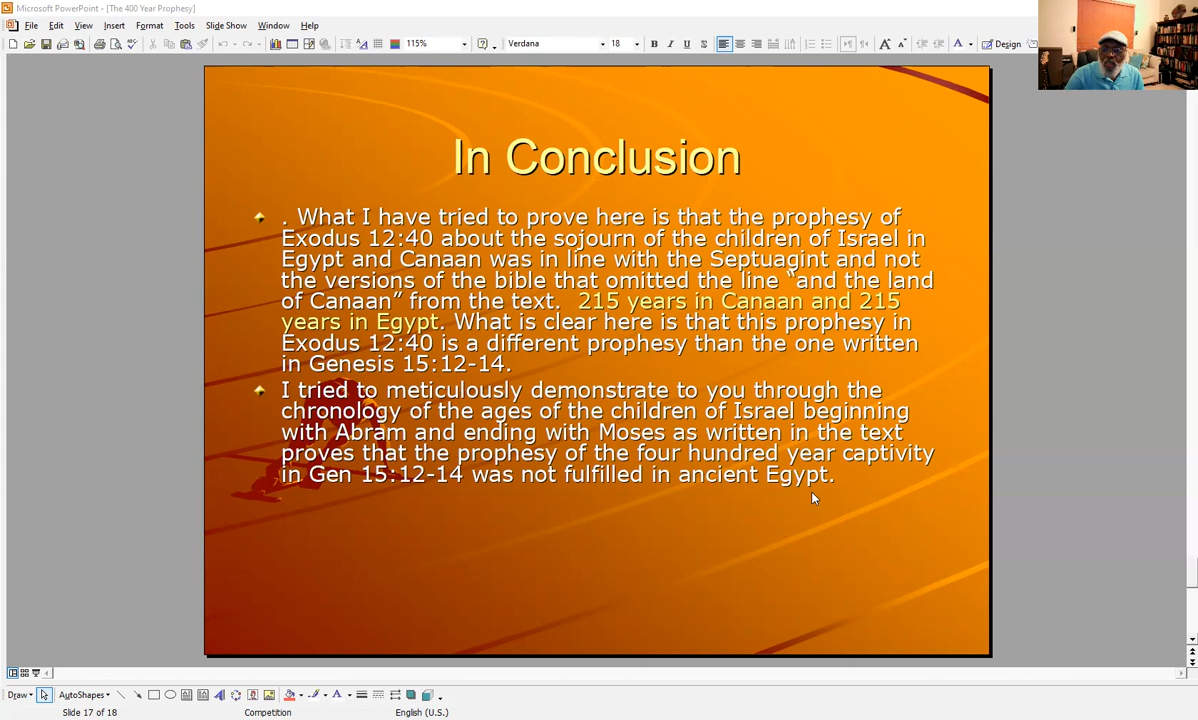 Microsoft PowerPoint - [The 400 Year Prophesy]
File Edit View Insert Format Tools Slide Show Window Help
115% Verdana 18 B I U S A A A Design
In Conclusion
. What I have tried to prove here is that the prophesy of
Exodus 12:40 about the sojourn of the children of Israel in
Egypt and Canaan was in line with the Septuagint and not
the versions of the bible that omitted the line “and the land
of Canaan” from the text. 215 years in Canaan and 215
years in Egypt. What is clear here is that this prophesy in
Exodus 12:40 is a different prophesy than the one written
in Genesis 15:12-14.
I tried to meticulously demonstrate to you through the
chronology of the ages of the children of Israel beginning
with Abram and ending with Moses as written in the text
proves that the prophesy of the four hundred year captivity
in Gen 15:12-14 was not fulfilled in ancient Egypt.
Draw AutoShapes A
Slide 17 of 18 Competition English (U.S.)